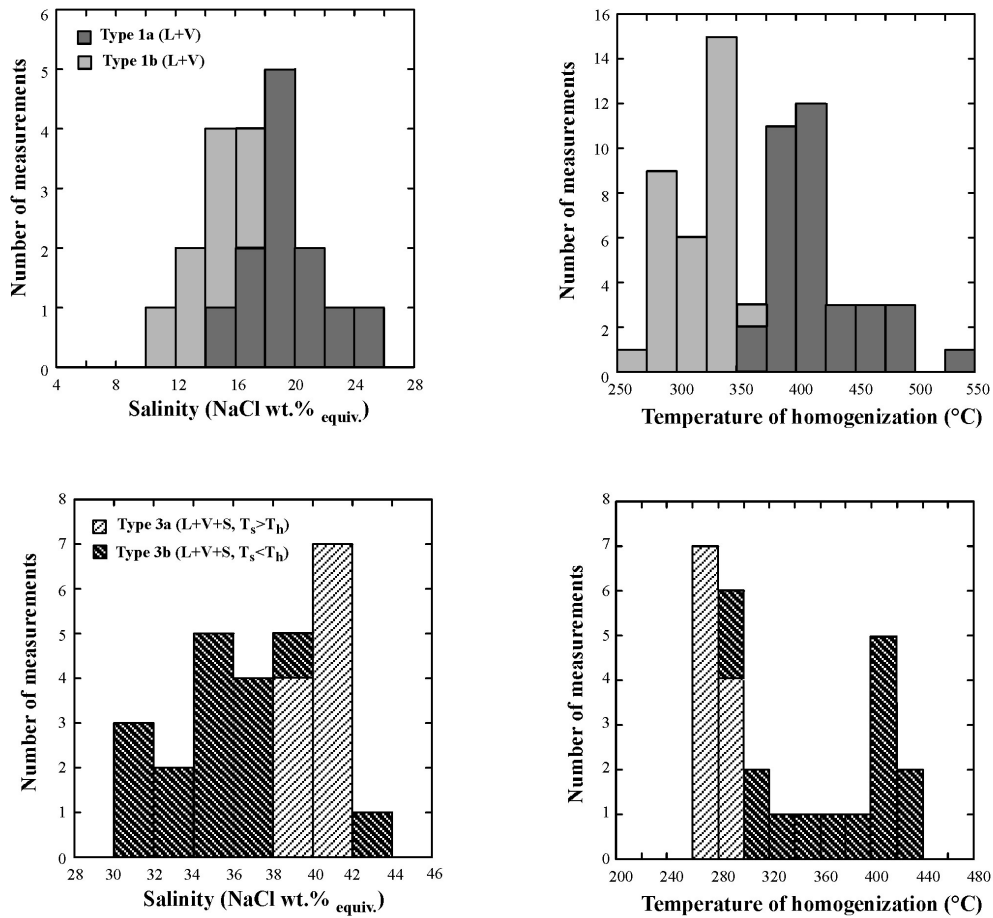 6
5
4
3
2
1
0
Number of measurements
Type 1a (L+V)
Type 1b (L+V)
4 8 12 16 20 24 28
Salinity (NaCl wt.% equiv.)
16
14
12
10
8
6
4
2
0
Number of measurements
250 300 350 400 450 500 550
Temperature of homogenization (°C)
8
7
6
5
4
3
2
1
0
Number of measurements
Type 3a (L+V+S, Ts>Th)
Type 3b (L+V+S, Ts<Th)
28 30 32 34 36 38 40 42 44 46
Salinity (NaCl wt.% equiv.)
8
7
6
5
4
3
2
1
0
Number of measurements
200 240 280 320 360 400 440 480
Temperature of homogenization (°C)